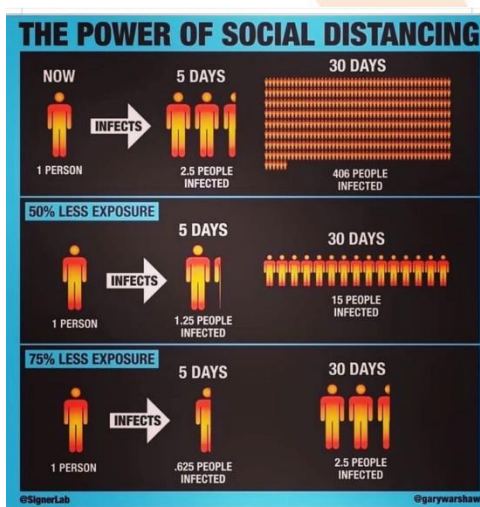 THE POWER OF SOCIAL DISTANCING
NOW
5 DAYS
30 DAYS
INFECTS
1 PERSON
2.5 PEOPLE
INFECTED
406 PEOPLE
INFECTED
50% LESS EXPOSURE
5 DAYS
30 DAYS
INFECTS
1 PERSON
1.25 PEOPLE
INFECTED
15 PEOPLE
INFECTED
75% LESS EXPOSURE
5 DAYS
30 DAYS
INFECTS
1 PERSON
.625 PEOPLE
INFECTED
2.5 PEOPLE
INFECTED
@SignerLab
@garywarshaw